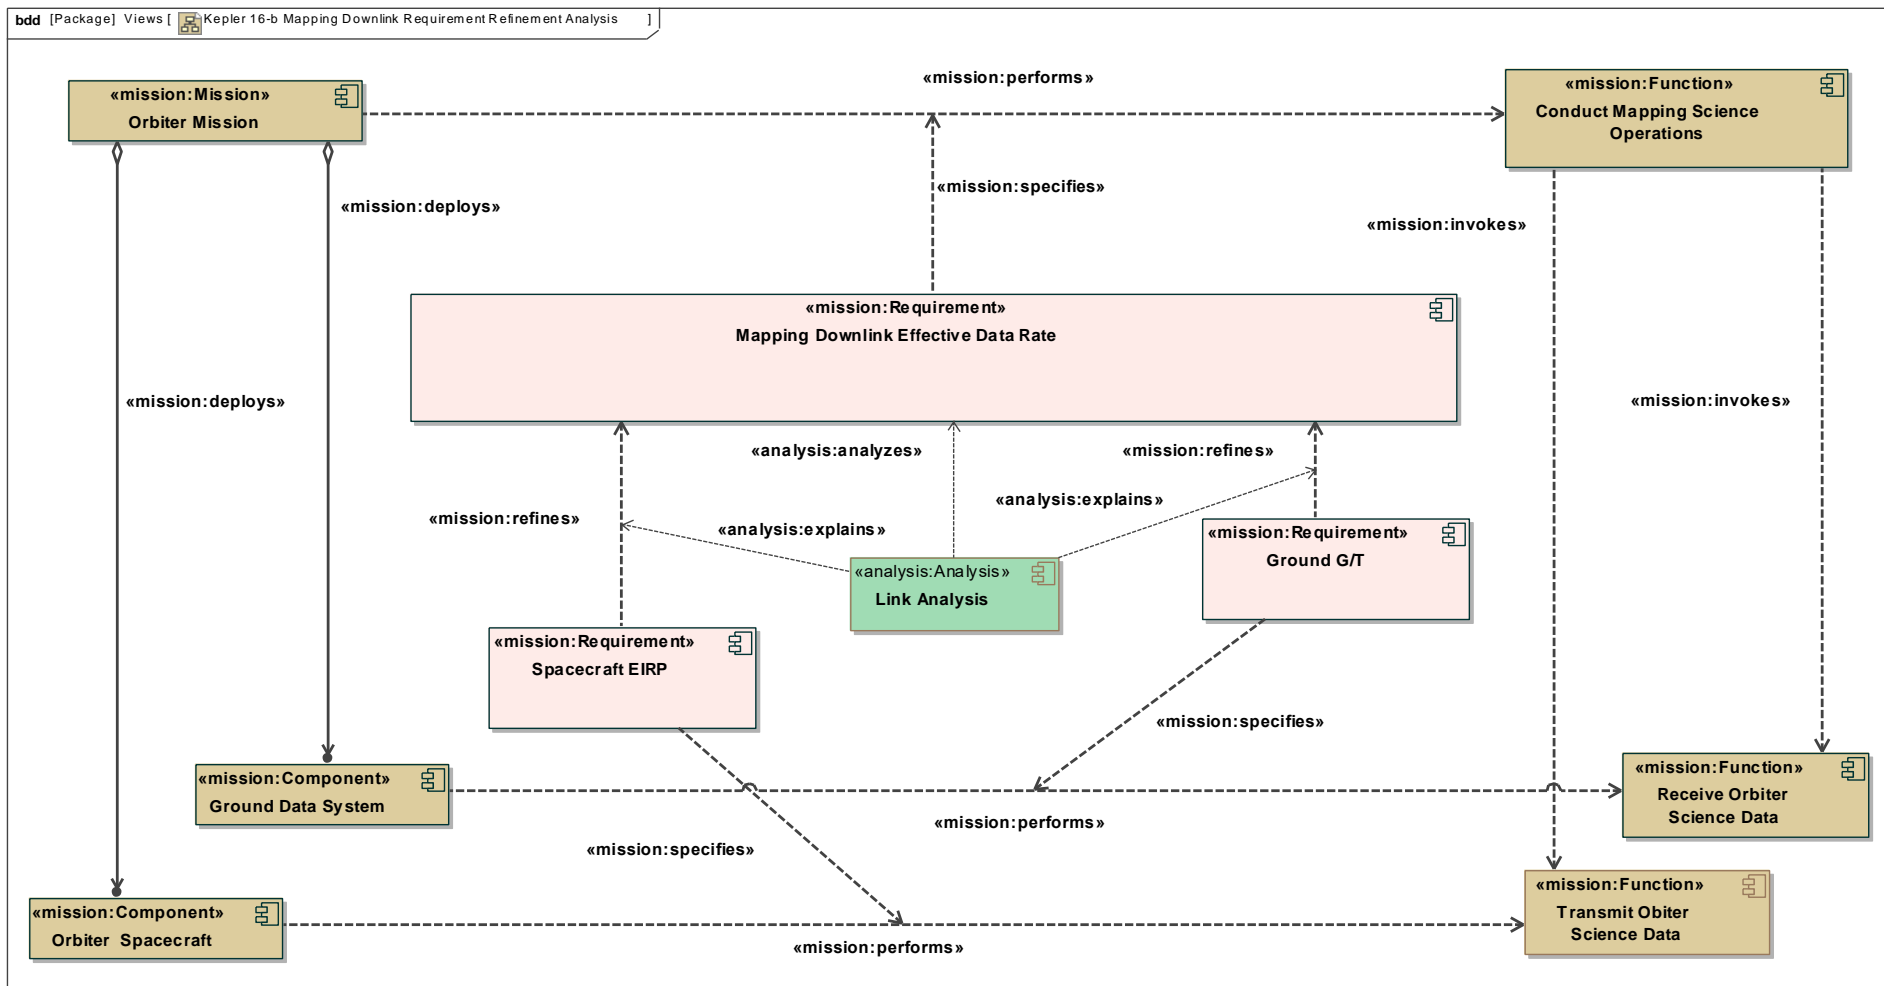 bdd [Package] Views [ Kepler 16-b Mapping Downlink Requirement Refinement Analysis ]
«mission:performs»
«mission:Mission»
Orbiter Mission
«mission:Function»
Conduct Mapping Science
Operations
«mission:specifies»
«mission:deploys»
«mission:invokes»
«mission:Requirement»
Mapping Downlink Effective Data Rate
«mission:deploys»
«mission:invokes»
«analysis:analyzes»
«mission:refines»
«analysis:explains»
«mission:refines»
«analysis:explains»
«mission:Requirement»
Ground G/T
«analysis:Analysis»
Link Analysis
«mission:Requirement»
Spacecraft EIRP
«mission:specifies»
«mission:Component»
Ground Data System
«mission:Function»
Receive Orbiter
Science Data
«mission:performs»
«mission:specifies»
«mission:Component»
Orbiter Spacecraft
«mission:Function»
Transmit Obiter
Science Data
«mission:performs»